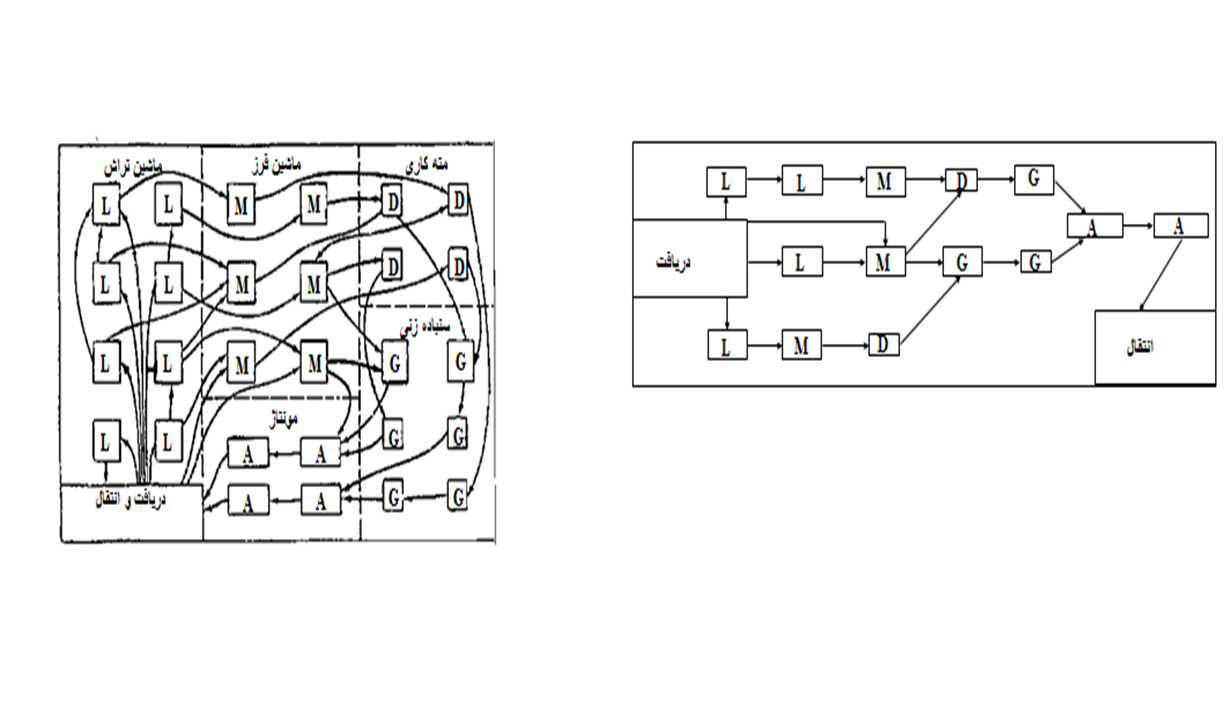 ماشین تراش
ماشین فرز
مته کاری
L L M M D D
L L M M D D
سنباده زنی
L L M M G G
مونتاژ
L L A A G G
دریافت و انتقال
A A G G
L L M D G
A A
دریافت
L M G G
L M D
انتقال